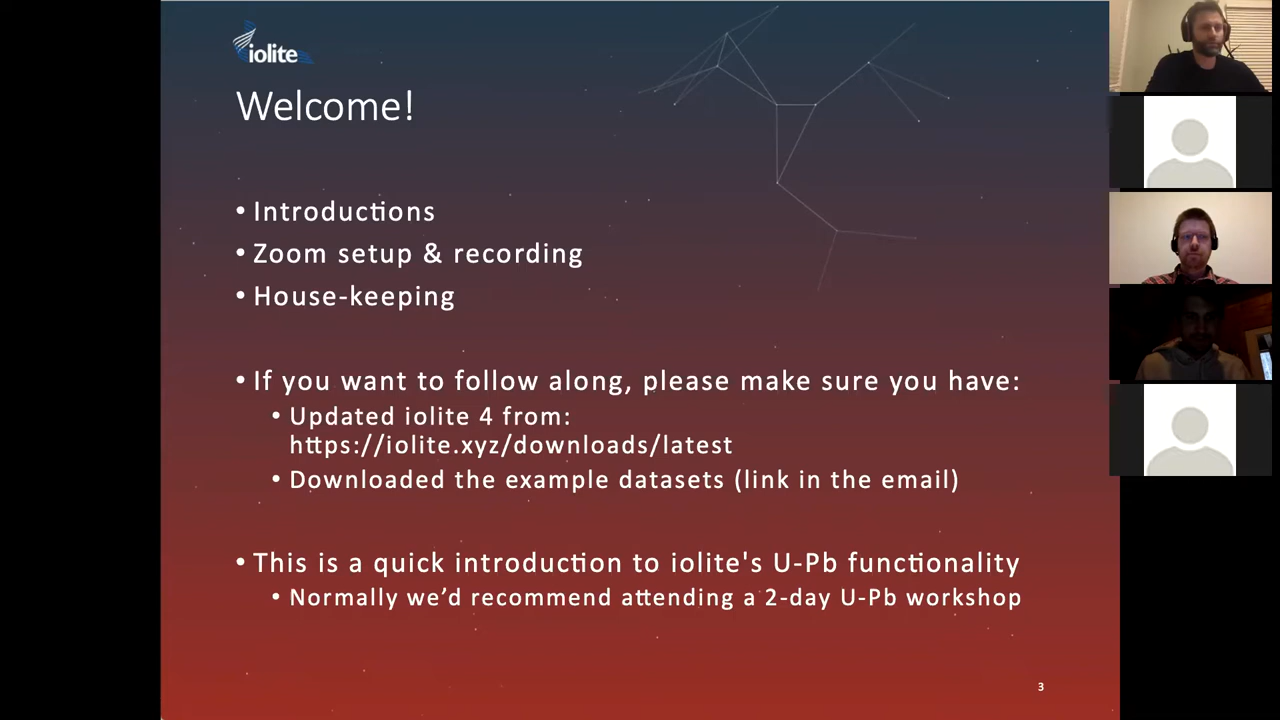 iolite
Welcome!
• Introductions
• Zoom setup & recording
• House-keeping
• If you want to follow along, please make sure you have:
• Updated iolite 4 from:
https://iolite.xyz/downloads/latest
• Downloaded the example datasets (link in the email)
• This is a quick introduction to iolite's U-Pb functionality
• Normally we’d recommend attending a 2-day U-Pb workshop
3